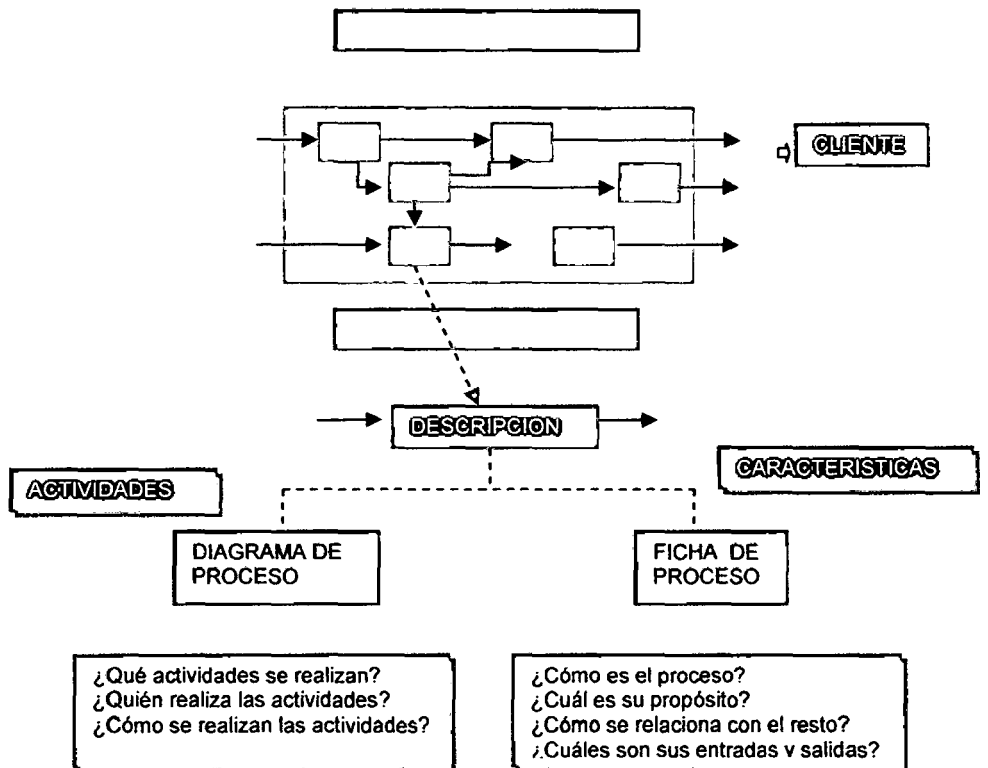 CLIENTE
DESCRIPCION
CARACTERISTICAS
ACTIVIDADES
DIAGRAMA DE
PROCESO
FICHA DE
PROCESO
¿Qué actividades se realizan?
¿Quién realiza las actividades?
¿Cómo se realizan las actividades?
¿Cómo es el proceso?
¿Cuál es su propósito?
¿Cómo se relaciona con el resto?
¿Cuáles son sus entradas y salidas?